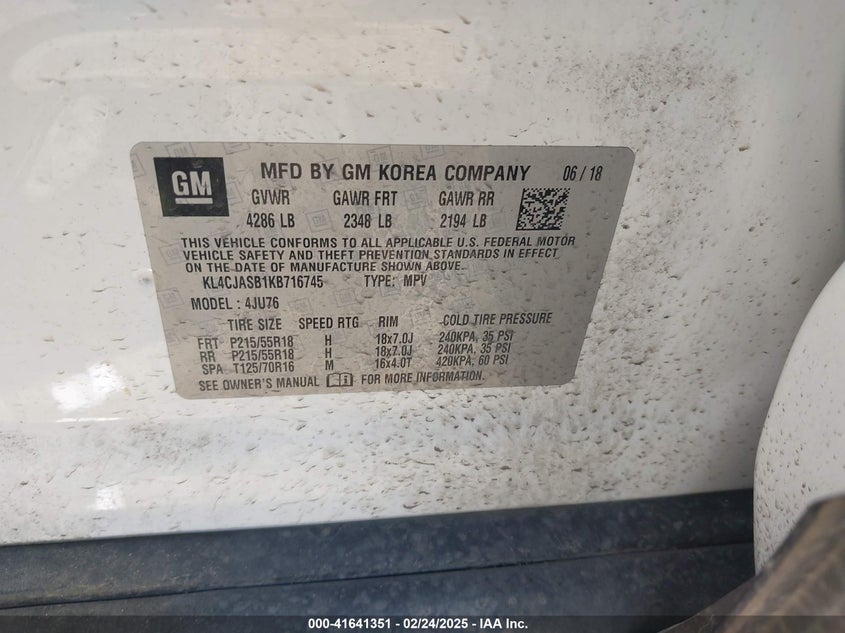 GM MFD BY GM KOREA COMPANY 06/18
GVWR GAWR FRT GAWR RR
4286 LB 2348 LB 2194 LB
THIS VEHICLE CONFORMS TO ALL APPLICABLE U.S. FEDERAL MOTOR
VEHICLE SAFETY AND THEFT PREVENTION STANDARDS IN EFFECT
ON THE DATE OF MANUFACTURE SHOWN ABOVE.
KL4CJASB1KB716745 TYPE: MPV
MODEL: 4JU76
TIRE SIZE SPEED RTG RIM COLD TIRE PRESSURE
FRT P215/55R18 H 18x7.0J 240KPA, 35 PSI
RR P215/55R18 H 18x7.0J 240KPA, 35 PSI
SPA T125/70R16 M 16x4.0T 420KPA, 60 PSI
SEE OWNER'S MANUAL FOR MORE INFORMATION.
000-41641351 - 02/24/2025 - IAA Inc.